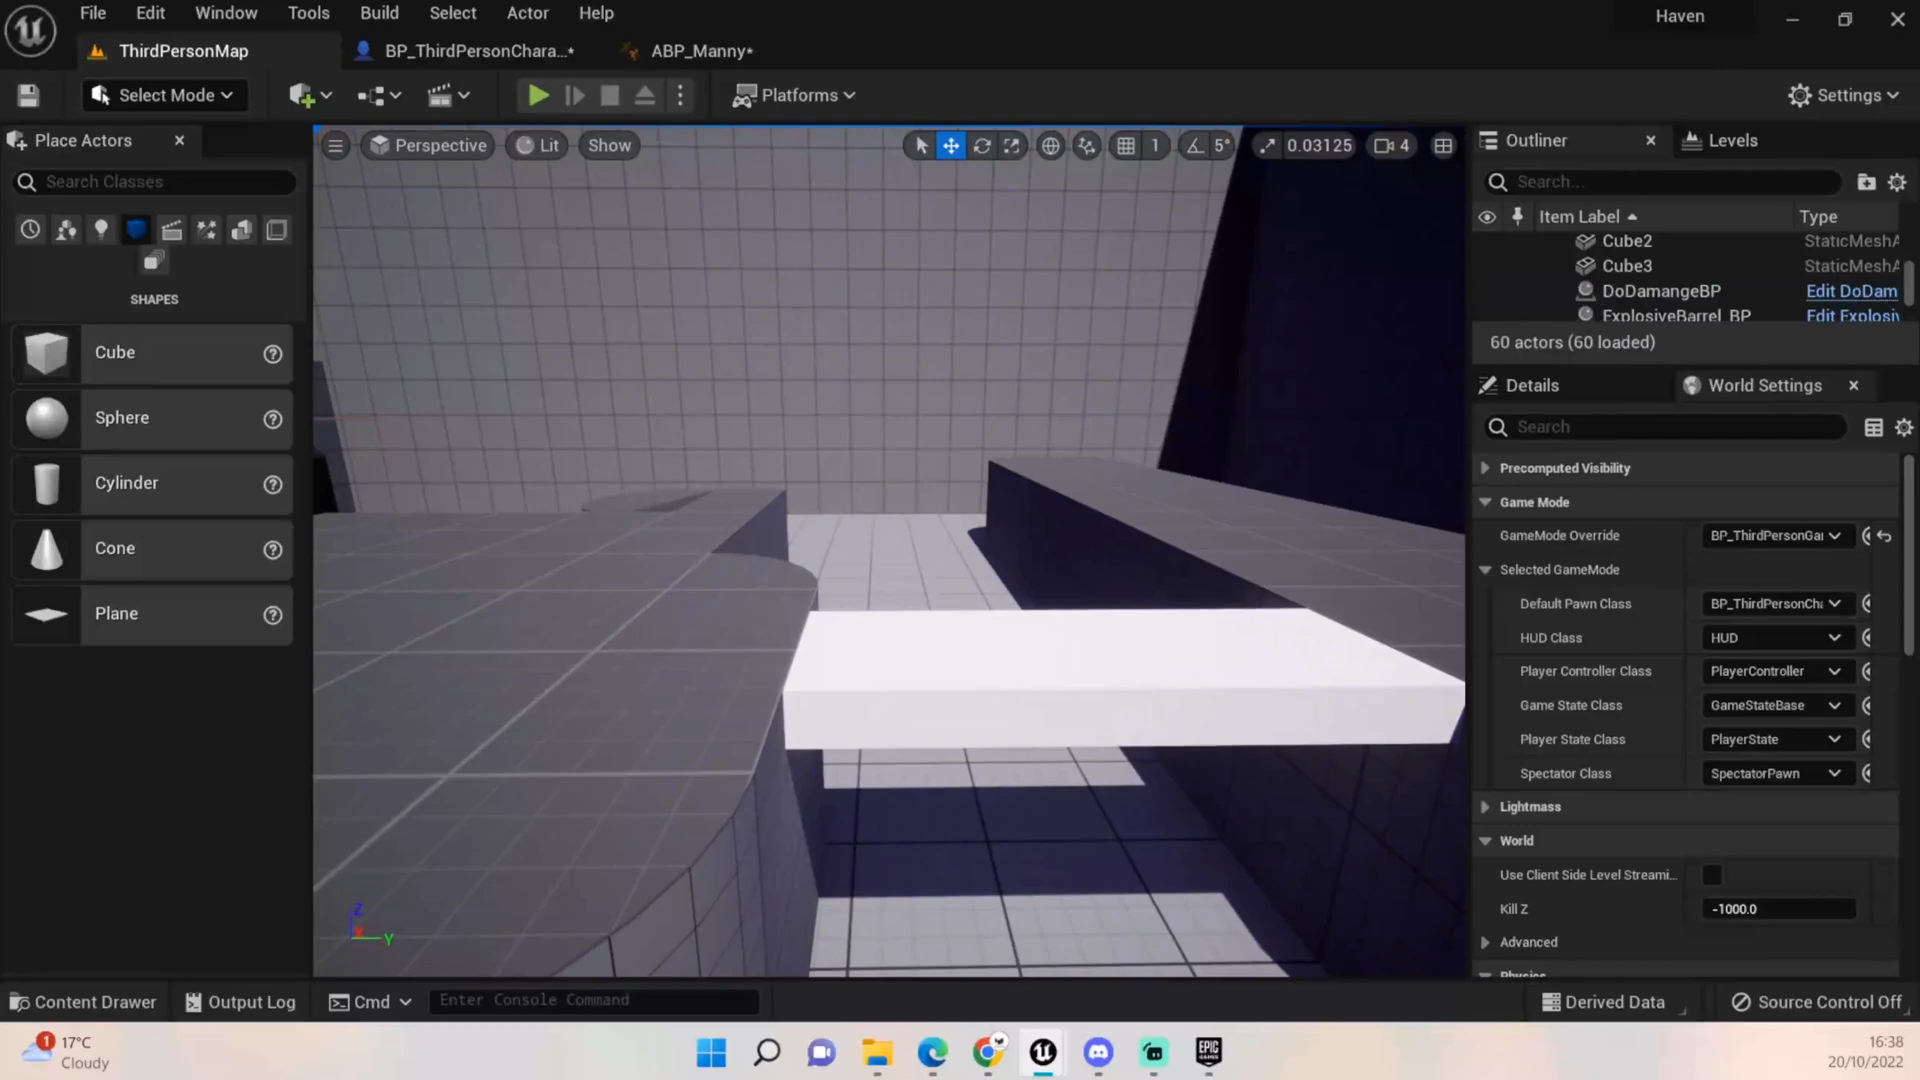 File Edit Window Tools Build Select Actor Help
Haven
ThirdPersonMap
BP_ThirdPersonChara...*
ABP_Manny*
Select Mode
Platforms
Settings
Place Actors
Search Classes
SHAPES
Cube
Sphere
Cylinder
Cone
Plane
Perspective
Lit
Show
1
5°
0.03125
4
Z
X
Y
Outliner
Levels
Search...
Item Label
Type
Cube2 StaticMeshA
Cube3 StaticMeshA
DoDamangeBP Edit DoDam
ExplosiveBarrel_BP Edit Explosiv
60 actors (60 loaded)
Details
World Settings
Search
Precomputed Visibility
Game Mode
GameMode Override BP_ThirdPersonGar
Selected GameMode
Default Pawn Class BP_ThirdPersonCha
HUD Class HUD
Player Controller Class PlayerController
Game State Class GameStateBase
Player State Class PlayerState
Spectator Class SpectatorPawn
Lightmass
World
Use Client Side Level Streami...
Kill Z -1000.0
Advanced
Physics
Content Drawer
Output Log
Cmd
Enter Console Command
Derived Data
Source Control Off
1
17°C
Cloudy
EPIC
GAMES
16:38
20/10/2022